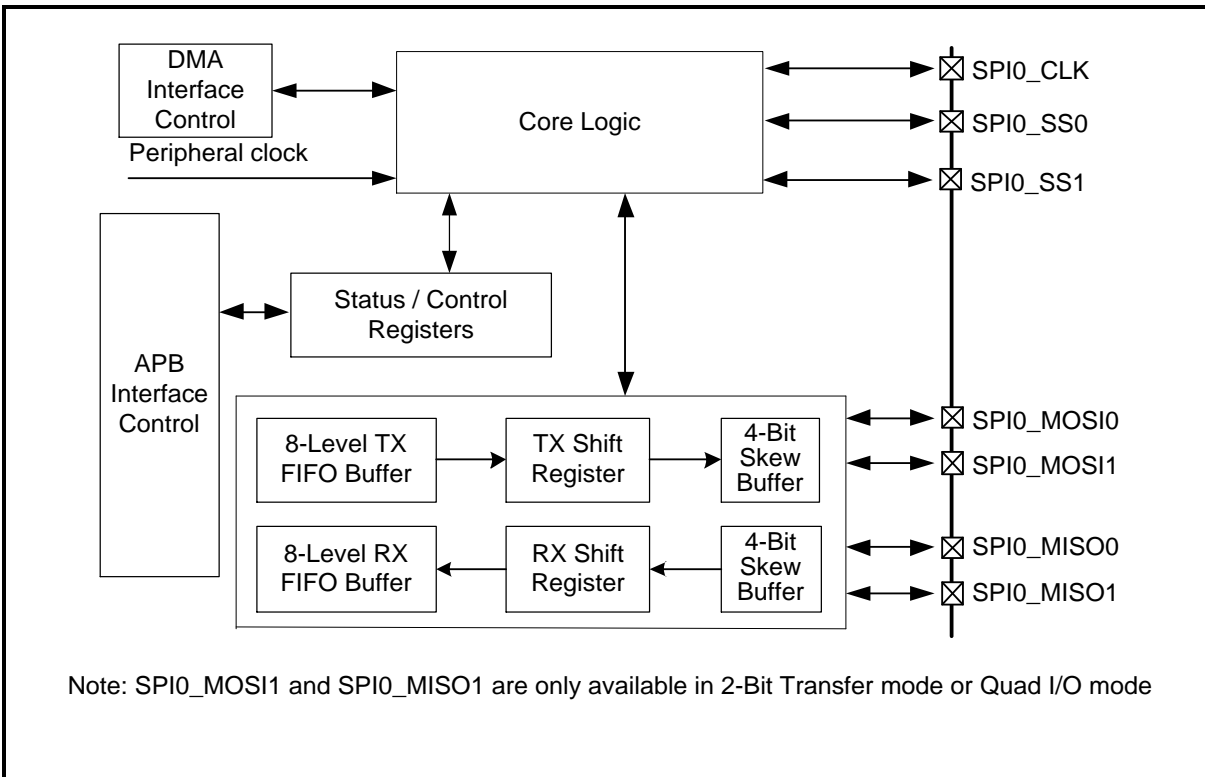 DMA
Interface
Control
Peripheral clock
Core Logic
SPI0_CLK
SPI0_SS0
SPI0_SS1
APB
Interface
Control
Status / Control
Registers
8-Level TX
FIFO Buffer
TX Shift
Register
4-Bit
Skew
Buffer
8-Level RX
FIFO Buffer
RX Shift
Register
4-Bit
Skew
Buffer
SPI0_MOSI0
SPI0_MOSI1
SPI0_MISO0
SPI0_MISO1
Note: SPI0_MOSI1 and SPI0_MISO1 are only available in 2-Bit Transfer mode or Quad I/O mode